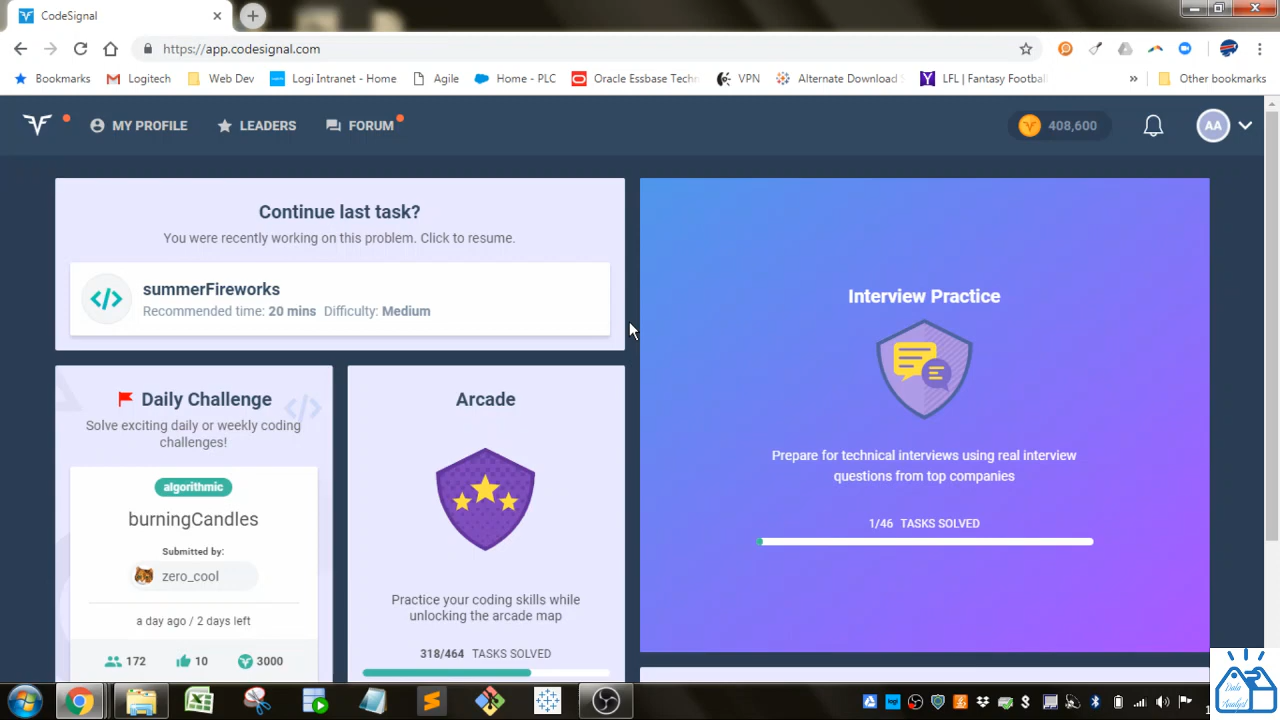 CodeSignal
https://app.codesignal.com
Bookmarks
Logitech
Web Dev
Logi Intranet - Home
Agile
Home - PLC
Oracle Essbase Techn
VPN
Alternate Download
LFL | Fantasy Footbal
»
Other bookmarks
MY PROFILE
LEADERS
FORUM
408,600
AA
Continue last task?
You were recently working on this problem. Click to resume.
summerFireworks
Recommended time: 20 mins Difficulty: Medium
Daily Challenge
Solve exciting daily or weekly coding
challenges!
algorithmic
burningCandles
Submitted by:
zero_cool
a day ago / 2 days left
172
10
3000
Arcade
Practice your coding skills while
unlocking the arcade map
318/464 TASKS SOLVED
Interview Practice
Prepare for technical interviews using real interview
questions from top companies
1/46 TASKS SOLVED
Data
Analyst